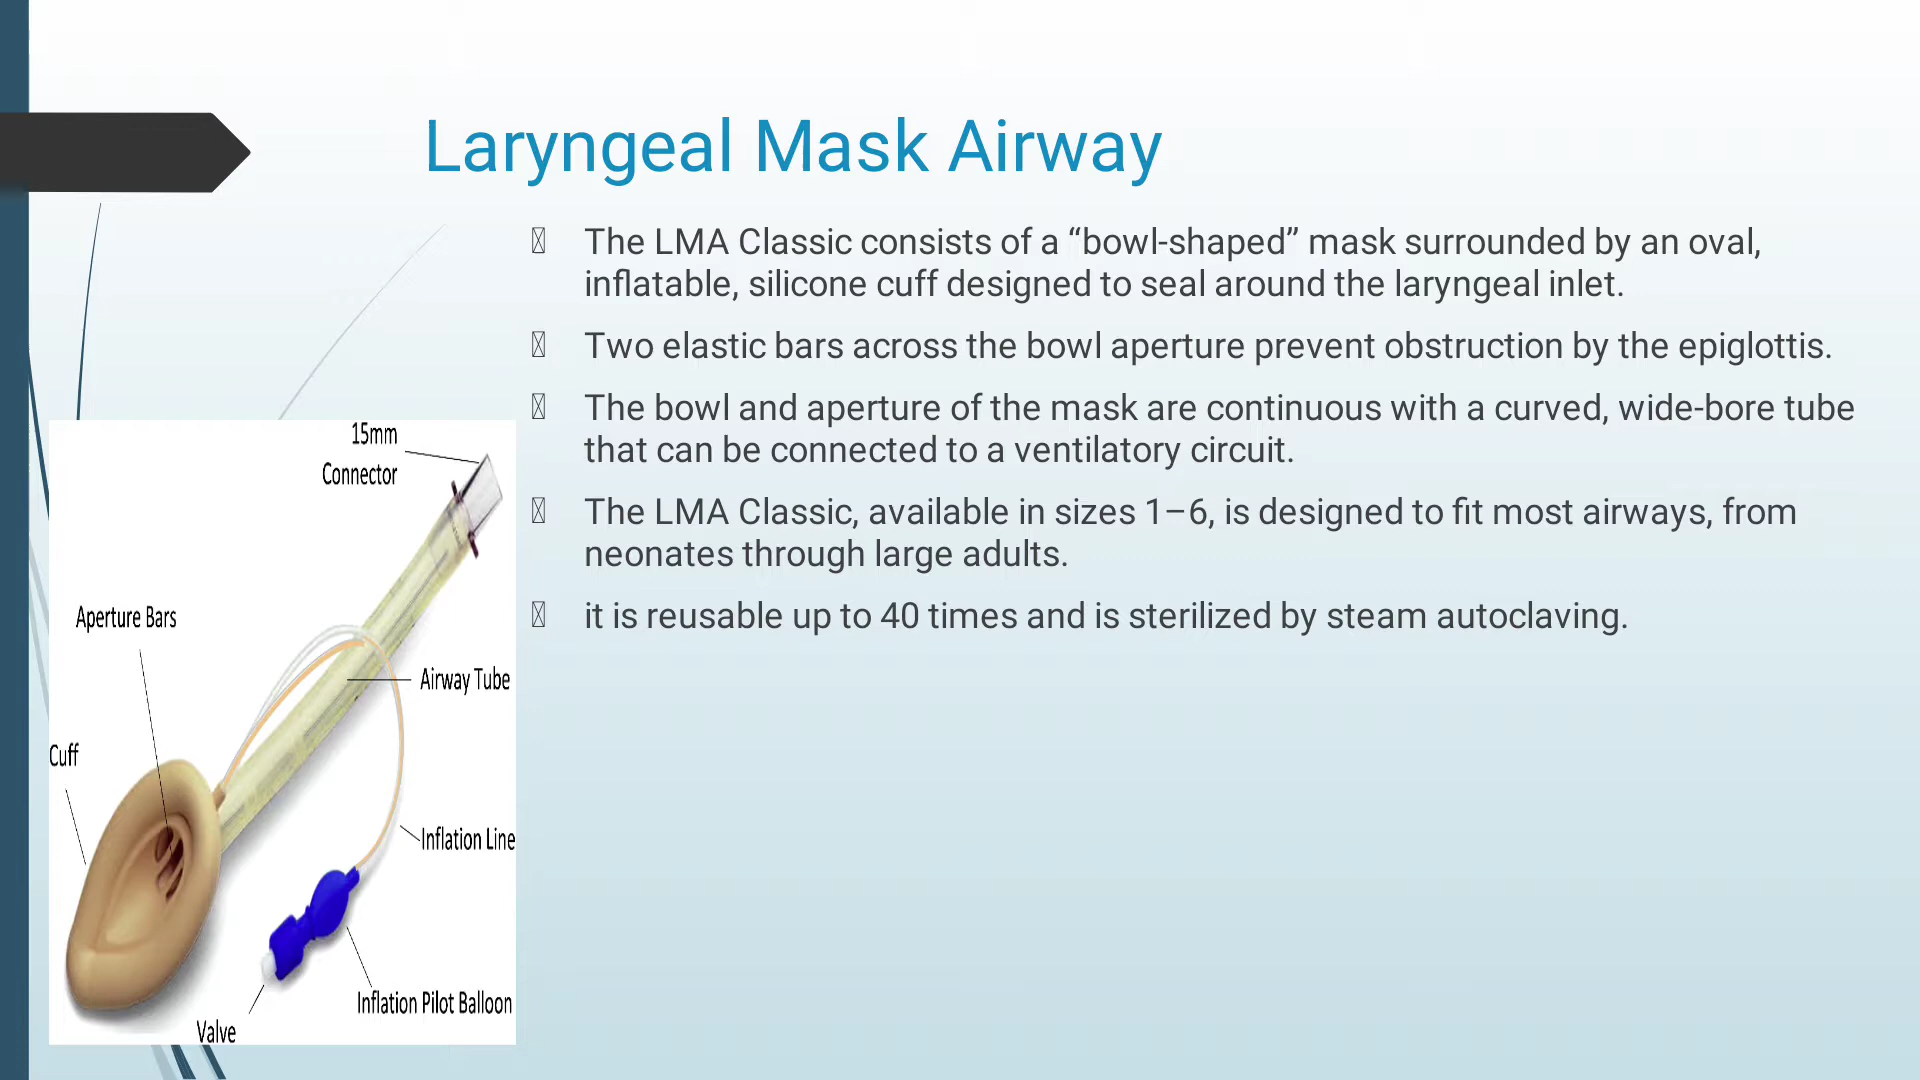 Laryngeal Mask Airway
The LMA Classic consists of a “bowl-shaped” mask surrounded by an oval,
inflatable, silicone cuff designed to seal around the laryngeal inlet.
Two elastic bars across the bowl aperture prevent obstruction by the epiglottis.
The bowl and aperture of the mask are continuous with a curved, wide-bore tube
that can be connected to a ventilatory circuit.
The LMA Classic, available in sizes 1–6, is designed to fit most airways, from
neonates through large adults.
it is reusable up to 40 times and is sterilized by steam autoclaving.
15mm
Connector
Aperture Bars
Airway Tube
Cuff
Inflation Line
Inflation Pilot Balloon
Valve